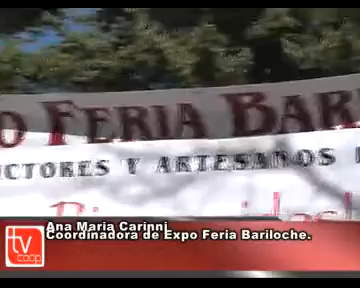 O FERIA BAR
CTORES Y ARTESANOS
Ana Maria Carinni
Coordinadora de Expo Feria Bariloche.
tv
coop